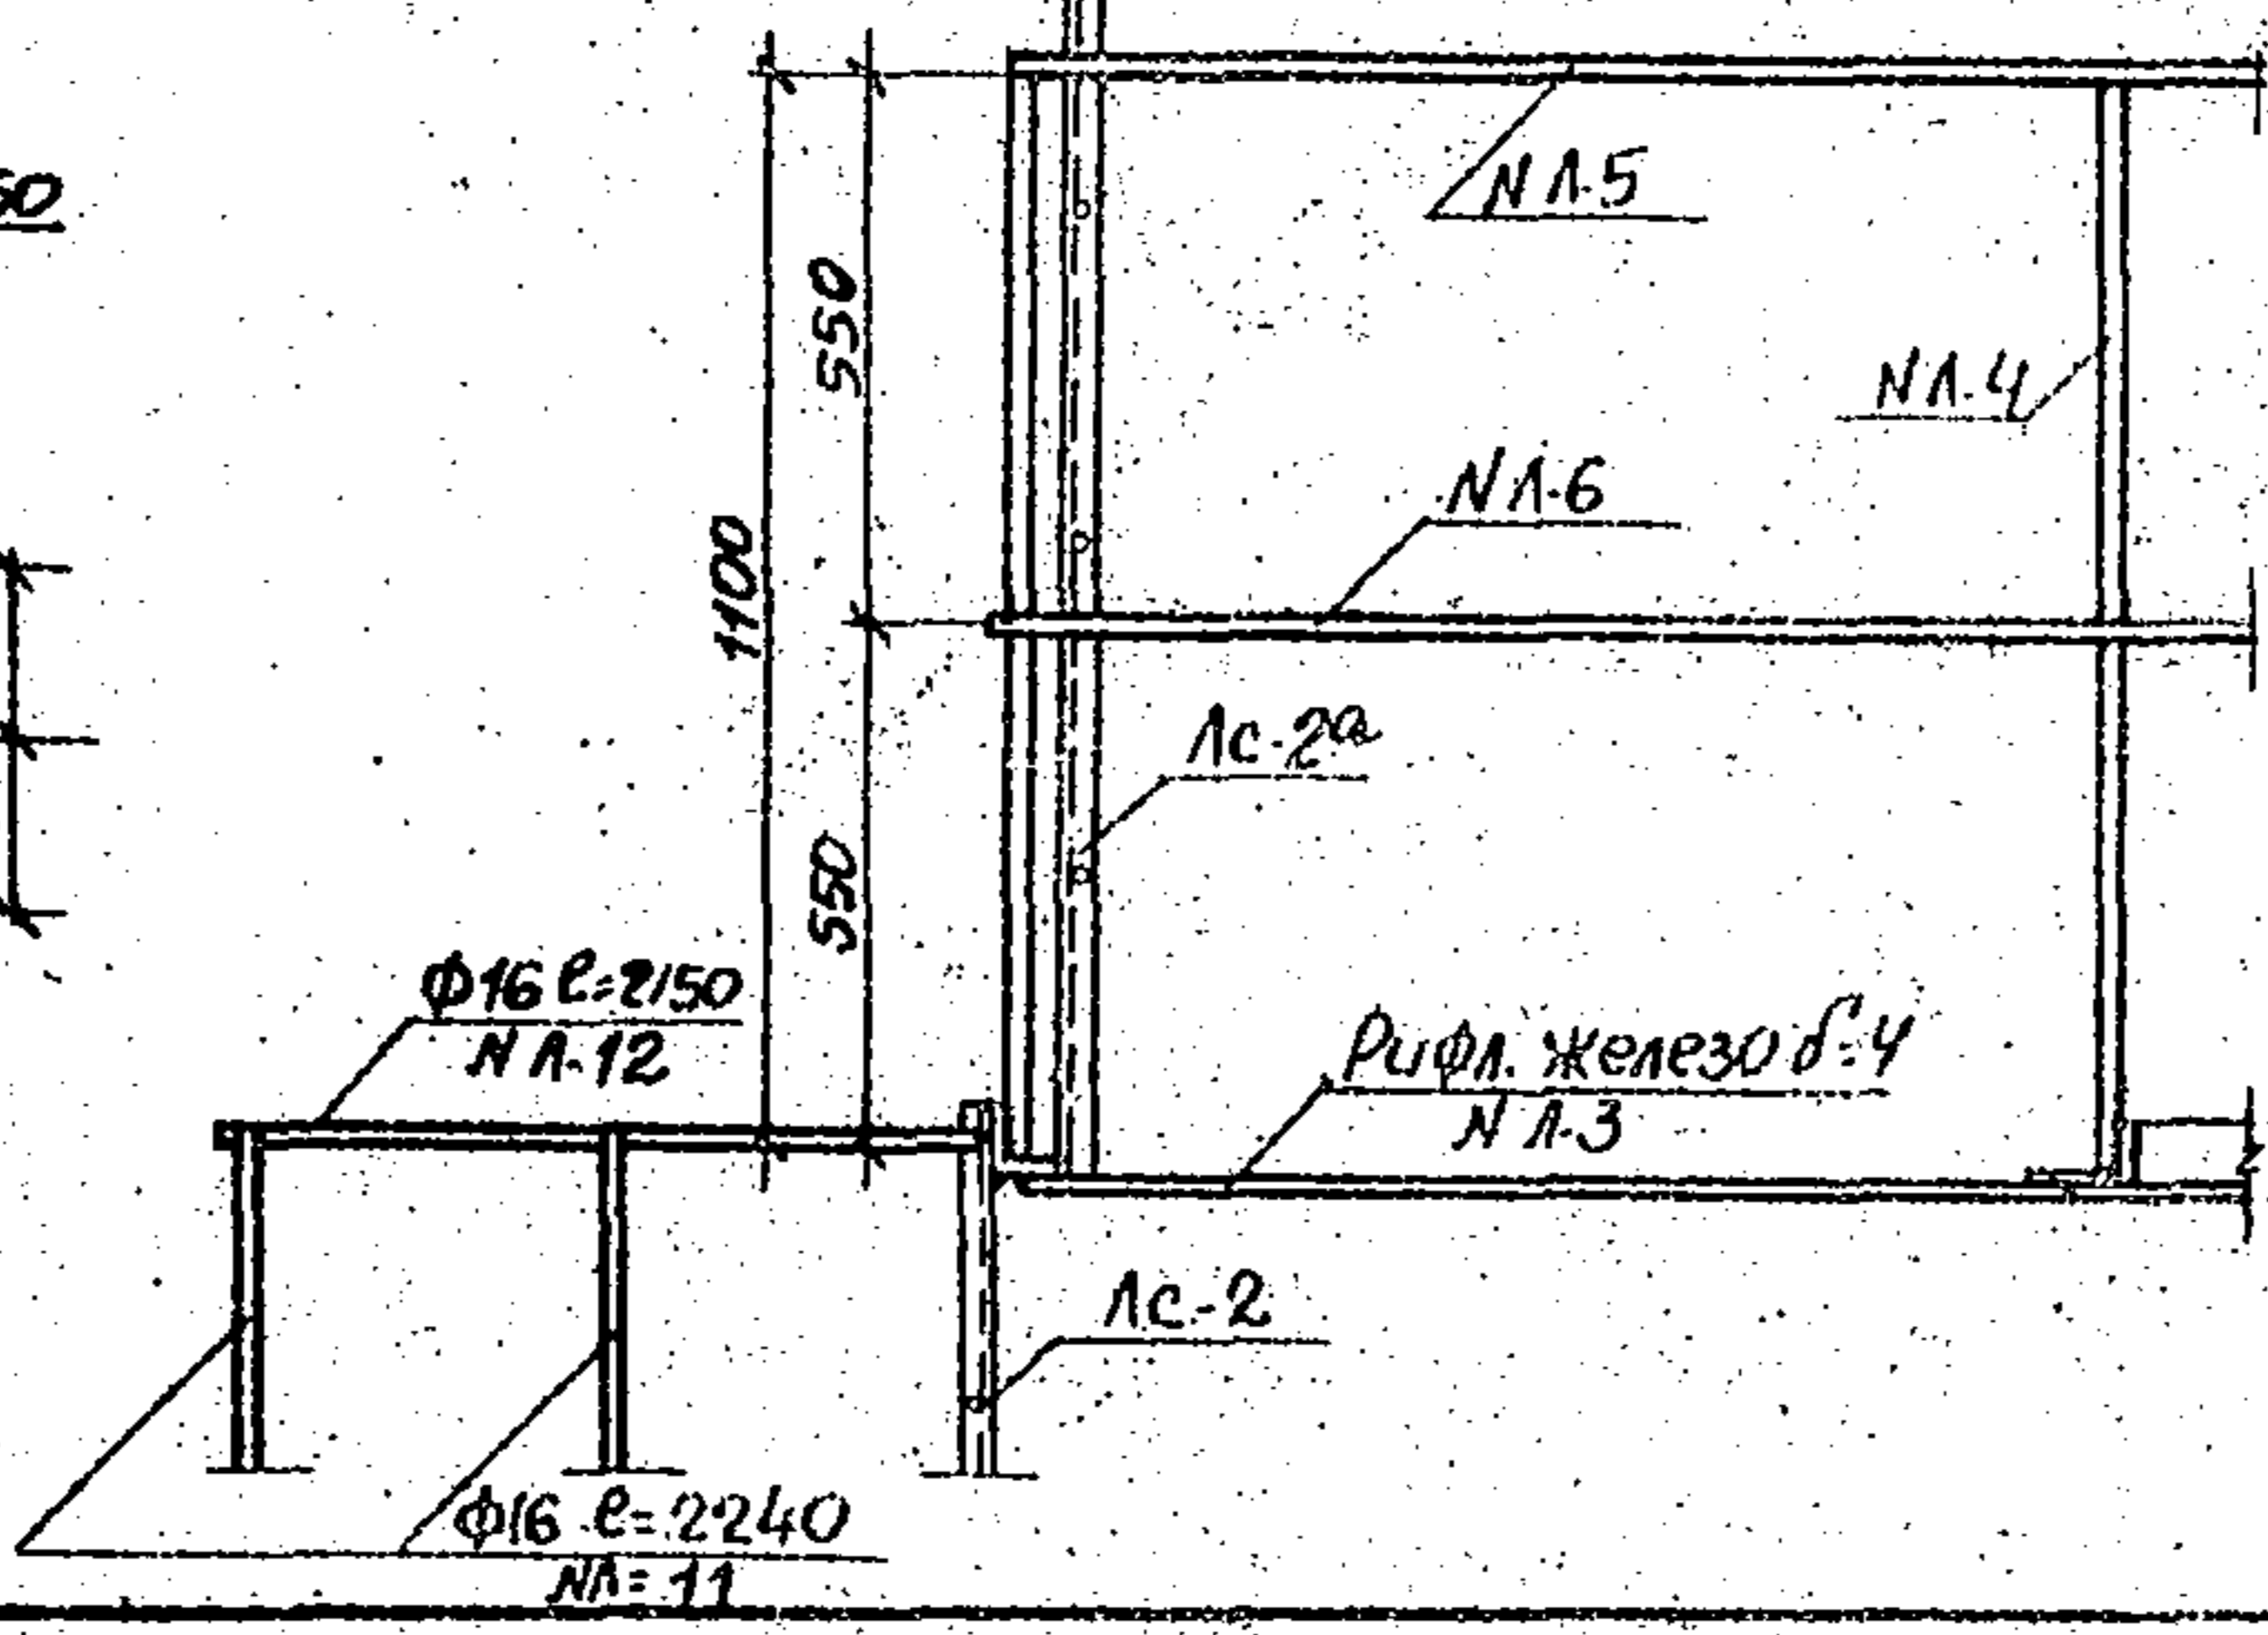 50
N Л-5
550
N Л-4
N Л-6
1100
Лс-2а
550
Ф16 ℓ=2150
N Л-12
Рифл. железо δ=4
N Л-3
Лс-2
Ф16 ℓ=2240
NЛ=11